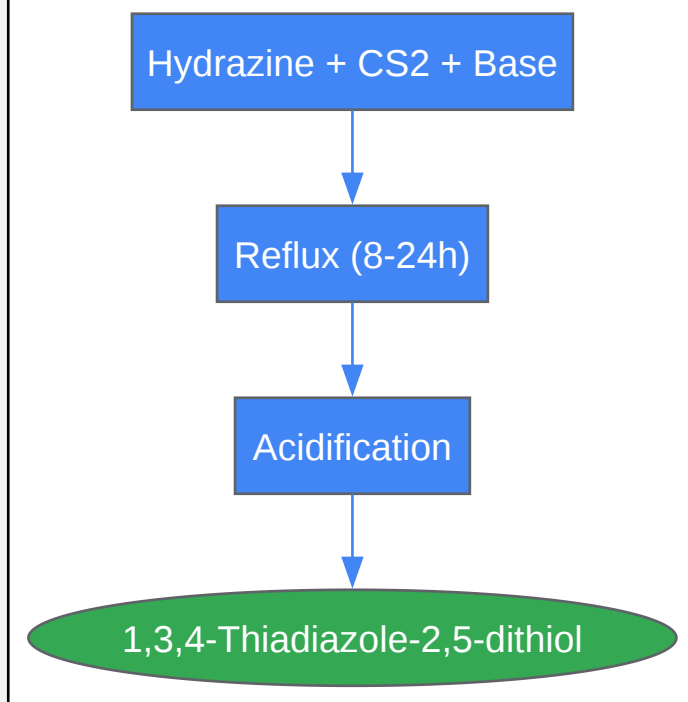 Hydrazine + CS2 + Base
Reflux (8-24h)
Acidification
1,3,4-Thiadiazole-2,5-dithiol